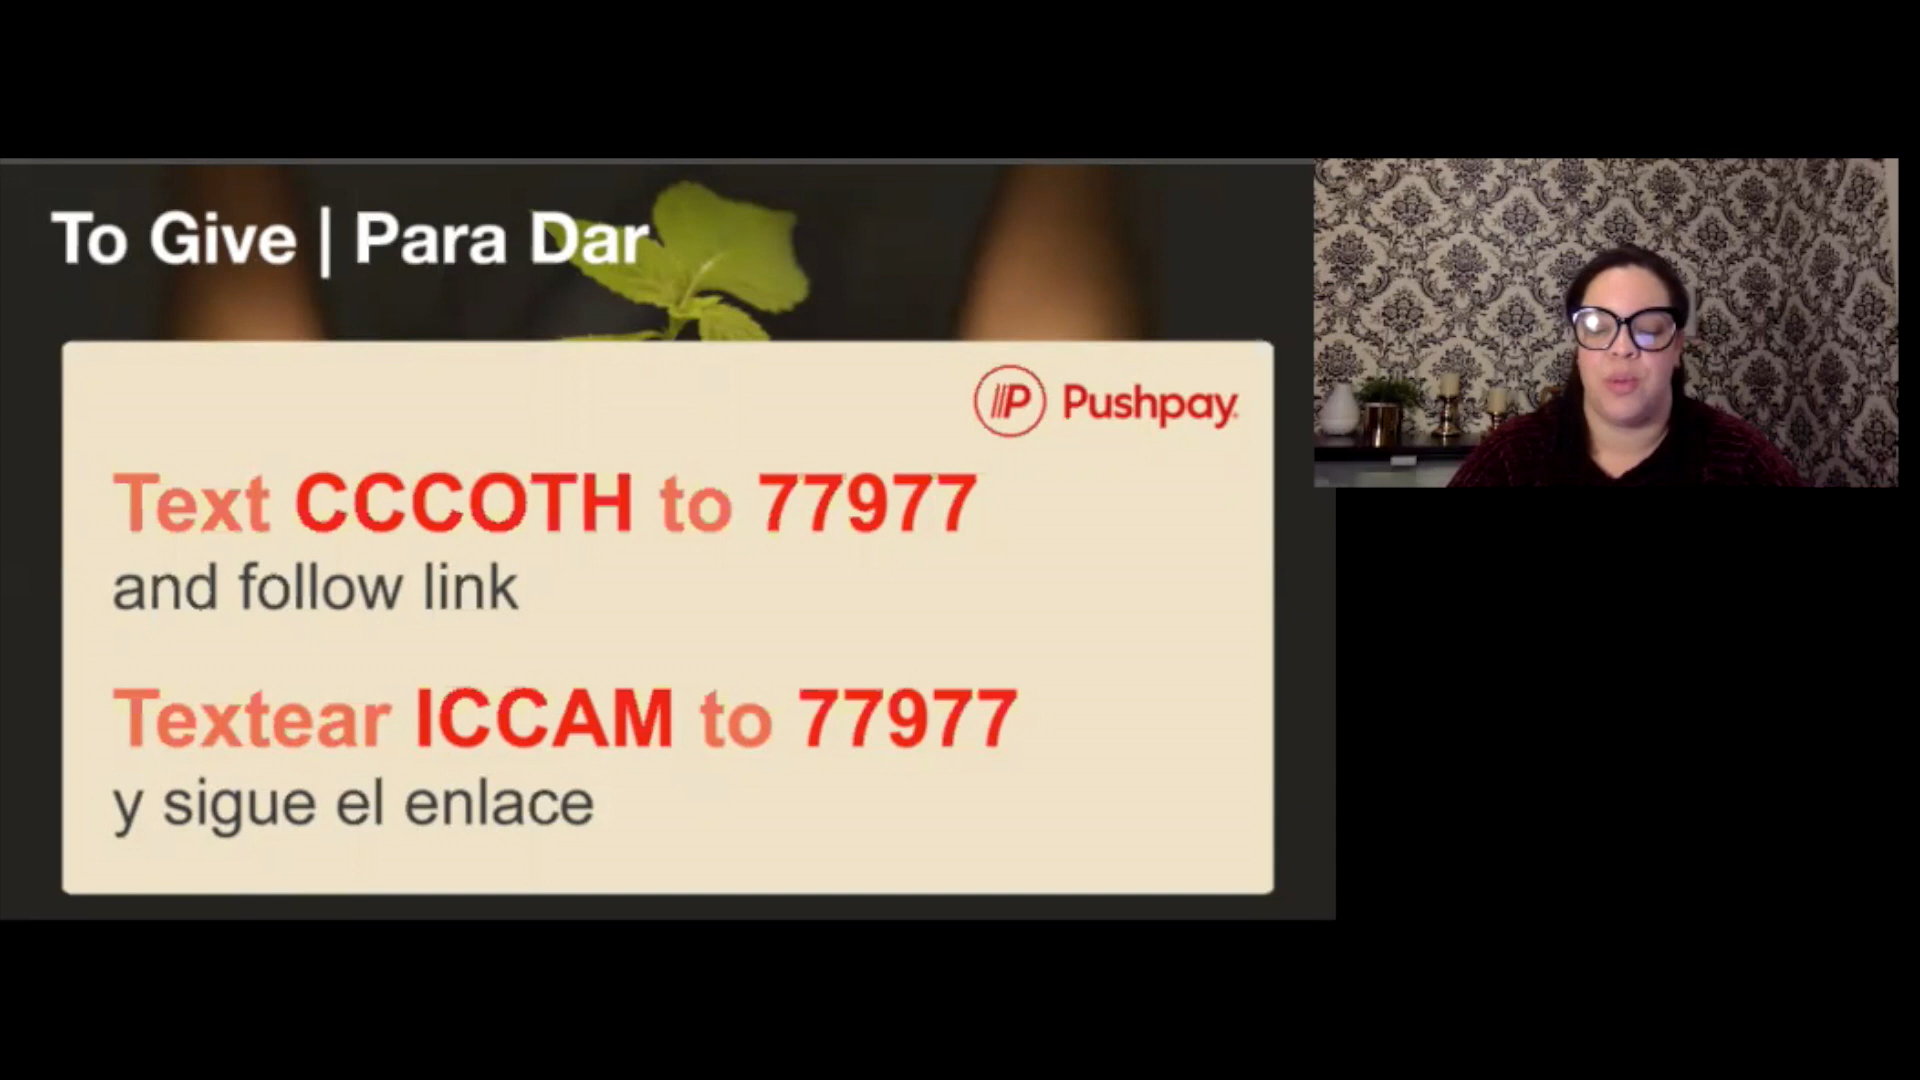 To Give | Para Dar
Pushpay
Text CCCOTH to 77977
and follow link
Textear ICCAM to 77977
y sigue el enlace